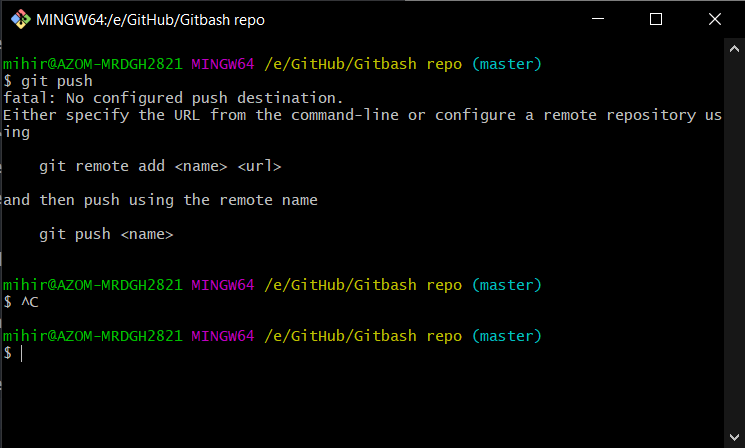 MINGW64:/e/GitHub/Gitbash repo
mihir@AZOM-MRDGH2821 MINGW64 /e/GitHub/Gitbash repo (master)
$ git push
fatal: No configured push destination.
Either specify the URL from the command-line or configure a remote repository us
ing
    git remote add <name> <url>
and then push using the remote name
    git push <name>
mihir@AZOM-MRDGH2821 MINGW64 /e/GitHub/Gitbash repo (master)
$ ^C
mihir@AZOM-MRDGH2821 MINGW64 /e/GitHub/Gitbash repo (master)
$